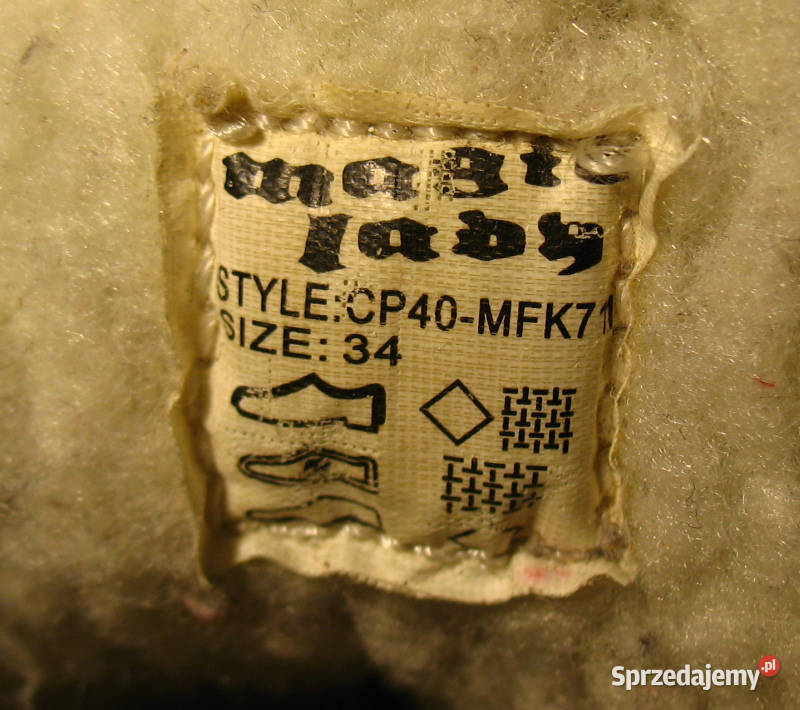 magic
lady
STYLE:CP40-MFK71
SIZE: 34
Sprzedajemy.pl